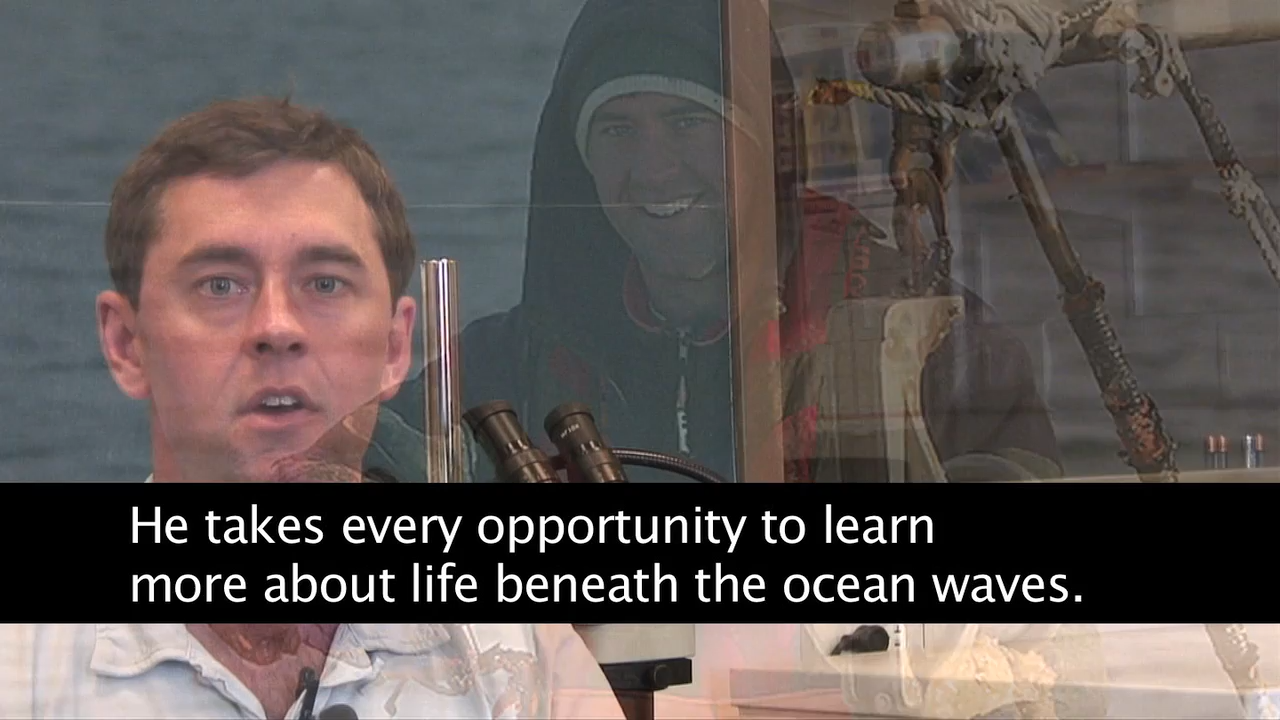 He takes every opportunity to learn
more about life beneath the ocean waves.